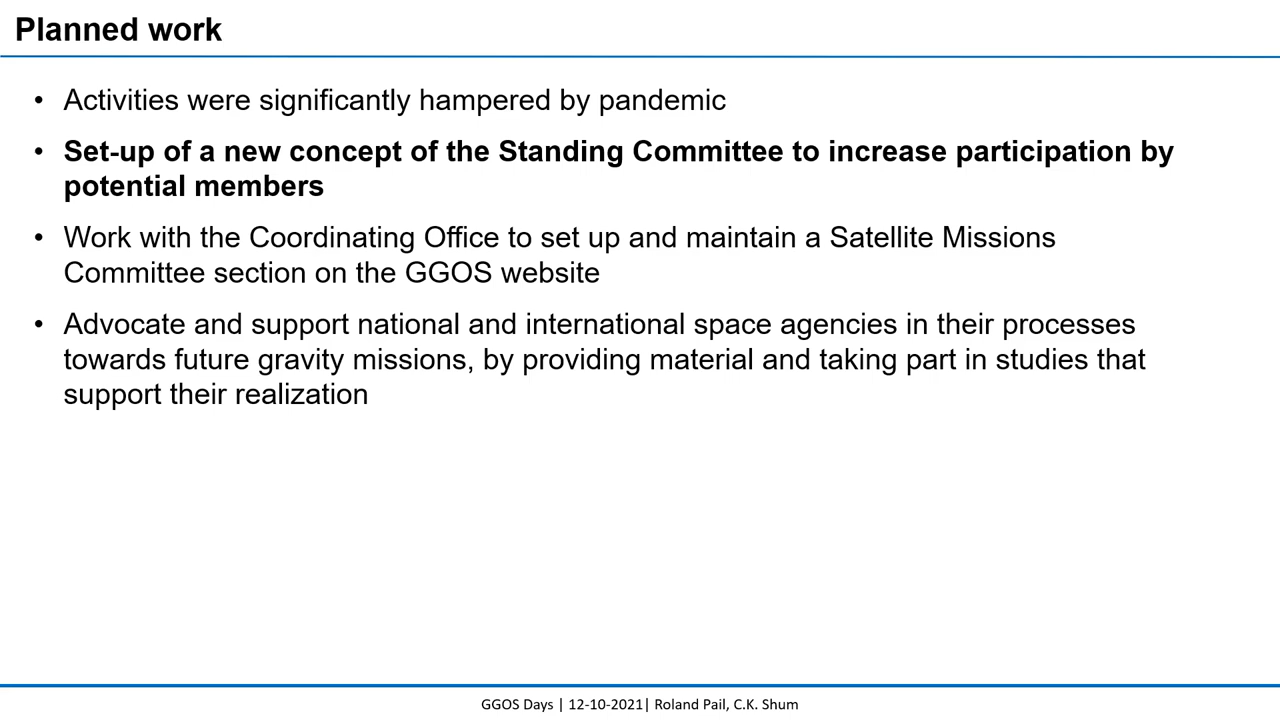 Planned work
• Activities were significantly hampered by pandemic
• Set-up of a new concept of the Standing Committee to increase participation by
potential members
• Work with the Coordinating Office to set up and maintain a Satellite Missions
Committee section on the GGOS website
• Advocate and support national and international space agencies in their processes
towards future gravity missions, by providing material and taking part in studies that
support their realization
GGOS Days | 12-10-2021| Roland Pail, C.K. Shum